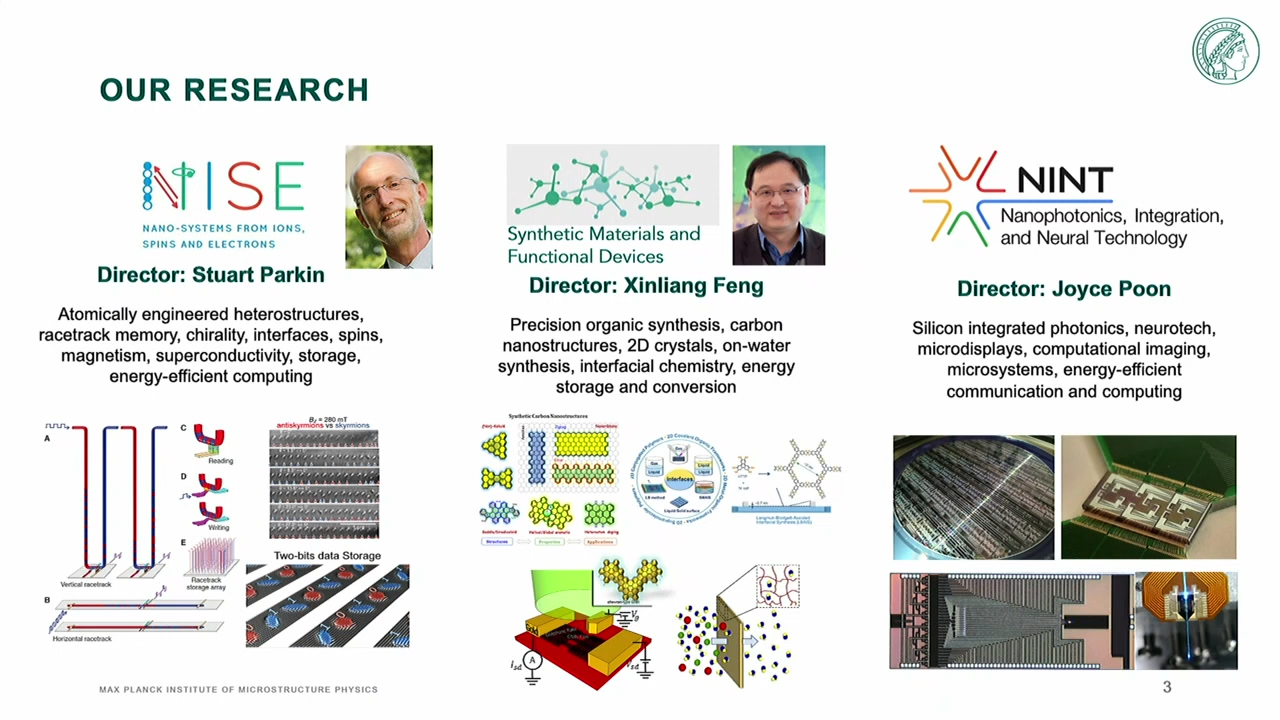 OUR RESEARCH
NISE
NANO-SYSTEMS FROM IONS,
SPINS AND ELECTRONS
Director: Stuart Parkin
Atomically engineered heterostructures,
racetrack memory, chirality, interfaces, spins,
magnetism, superconductivity, storage,
energy-efficient computing
A
C
Reading
D
Writing
E
Vertical racetrack
Racetrack
storage array
B
Horizontal racetrack
antiskyrmions vs skyrmions
Two-bits data Storage
Synthetic Materials and
Functional Devices
Director: Xinliang Feng
Precision organic synthesis, carbon
nanostructures, 2D crystals, on-water
synthesis, interfacial chemistry, energy
storage and conversion
Synthetic Carbon Nanostructures
Structures
Properties
Applications
Interfaces
NINT
Nanophotonics, Integration,
and Neural Technology
Director: Joyce Poon
Silicon integrated photonics, neurotech,
microdisplays, computational imaging,
microsystems, energy-efficient
communication and computing
MAX PLANCK INSTITUTE OF MICROSTRUCTURE PHYSICS
3